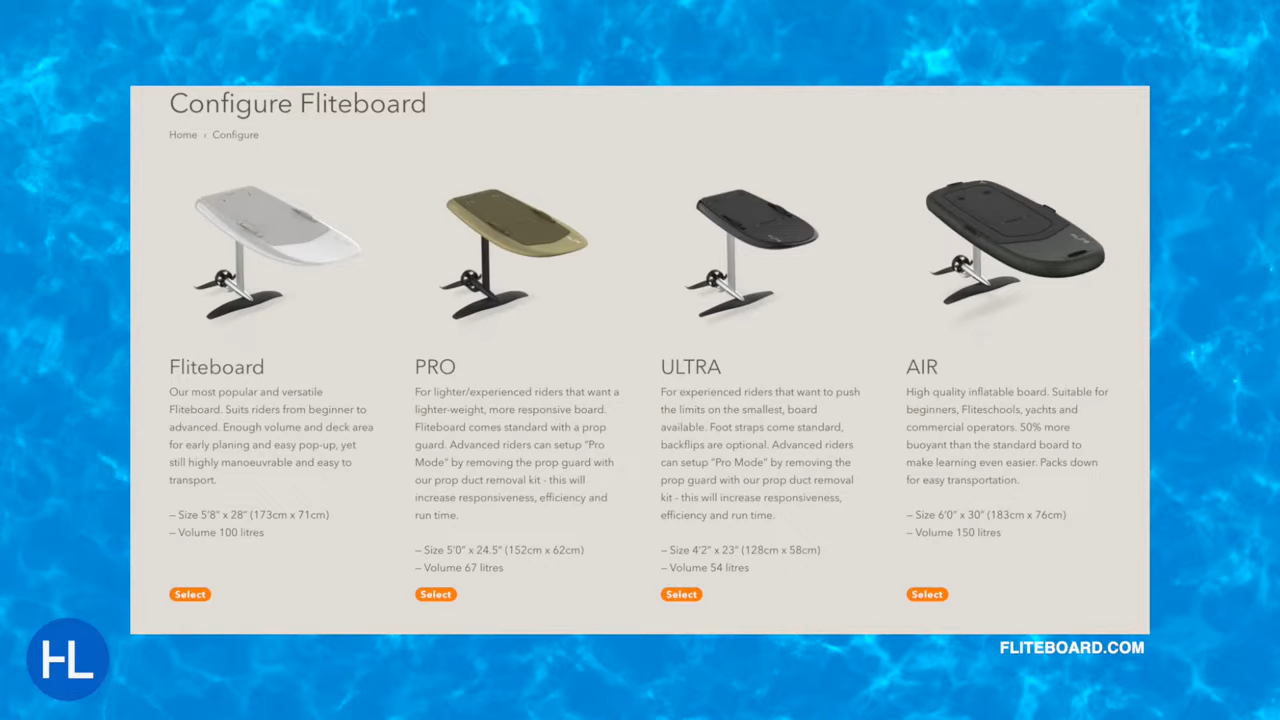 Configure Fliteboard
Home › Configure
Fliteboard
Our most popular and versatile
Fliteboard. Suits riders from beginner to
advanced. Enough volume and deck area
for early planing and easy pop-up, yet
still highly manoeuvrable and easy to
transport.
– Size 5'8" x 28" (173cm x 71cm)
– Volume 100 litres
Select
PRO
For lighter/experienced riders that want a
lighter-weight, more responsive board.
Fliteboard comes standard with a prop
guard. Advanced riders can setup "Pro
Mode" by removing the prop guard with
our prop duct removal kit - this will
increase responsiveness, efficiency and
run time.
– Size 5'0" x 24.5" (152cm x 62cm)
– Volume 67 litres
Select
ULTRA
For experienced riders that want to push
the limits on the smallest, board
available. Foot straps come standard,
backflips are optional. Advanced riders
can setup "Pro Mode" by removing the
prop guard with our prop duct removal
kit - this will increase responsiveness,
efficiency and run time.
– Size 4'2" x 23" (128cm x 58cm)
– Volume 54 litres
Select
AIR
High quality inflatable board. Suitable for
beginners, Fliteschools, yachts and
commercial operators. 50% more
buoyant than the standard board to
make learning even easier. Packs down
for easy transportation.
– Size 6'0" x 30" (183cm x 76cm)
– Volume 150 litres
Select
HL
FLITEBOARD.COM